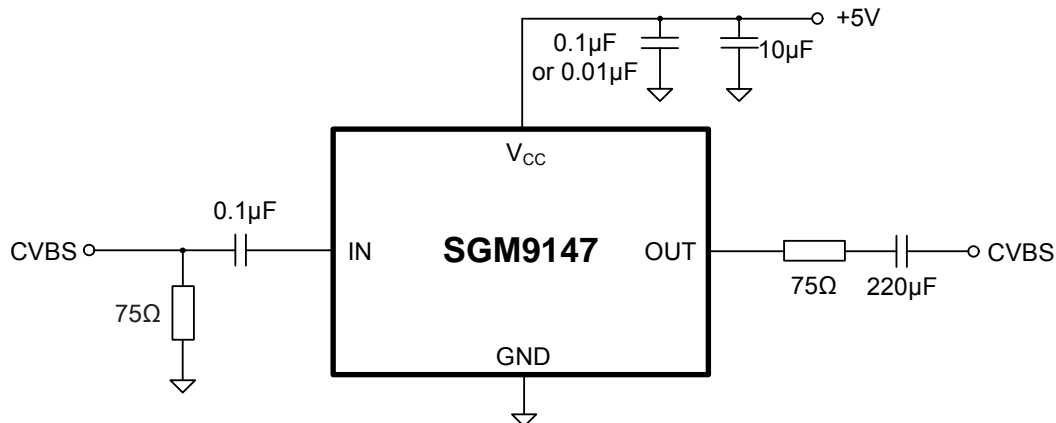 +5V
0.1µF
or 0.01µF
10µF
VCC
0.1µF
CVBS
IN
SGM9147
OUT
CVBS
75Ω
220µF
75Ω
GND